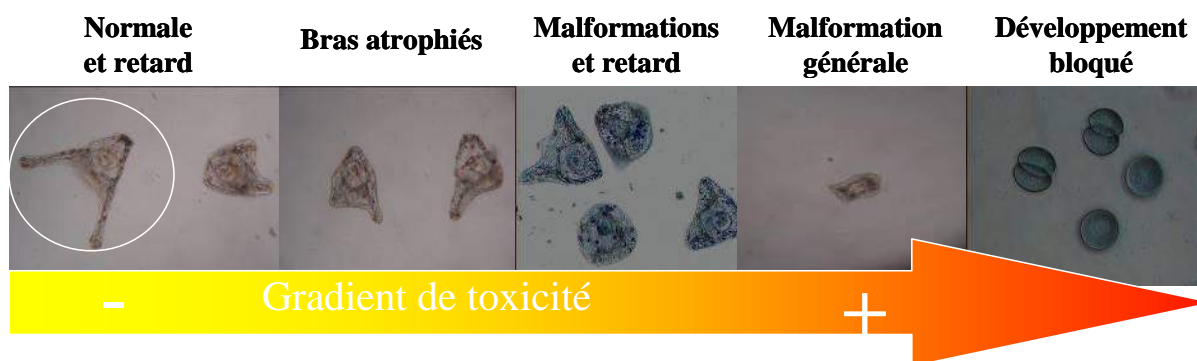 Normale
et retard
Bras atrophiés
Malformations
et retard
Malformation
générale
Développement
bloqué
- Gradient de toxicité +